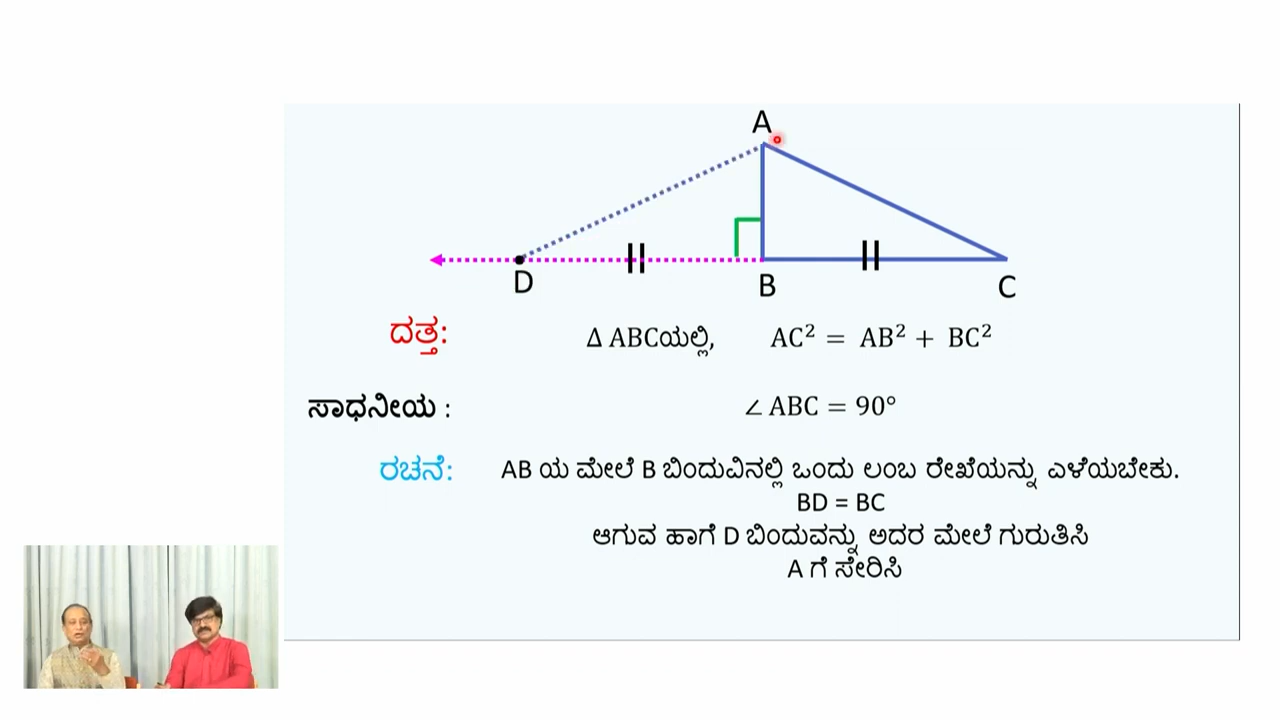 A
D
B
C
ದತ್ತ: Δ ABCಯಲ್ಲಿ, AC² = AB² + BC²
ಸಾಧನೀಯ : ∠ ABC = 90°
ರಚನೆ: AB ಯ ಮೇಲೆ B ಬಿಂದುವಿನಲ್ಲಿ ಒಂದು ಲಂಬ ರೇಖೆಯನ್ನು ಎಳೆಯಬೇಕು.
BD = BC
ಆಗುವ ಹಾಗೆ D ಬಿಂದುವನ್ನು ಅದರ ಮೇಲೆ ಗುರುತಿಸಿ
A ಗೆ ಸೇರಿಸಿ